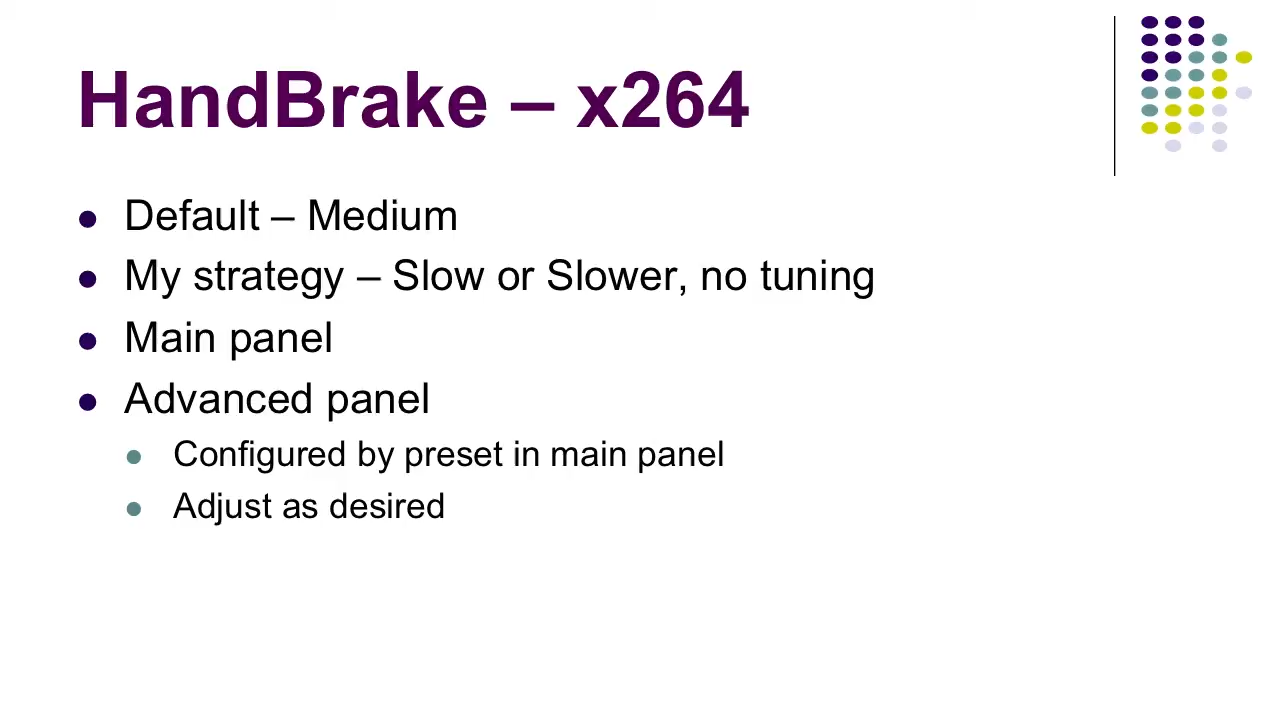 HandBrake – x264
Default – Medium
My strategy – Slow or Slower, no tuning
Main panel
Advanced panel
Configured by preset in main panel
Adjust as desired